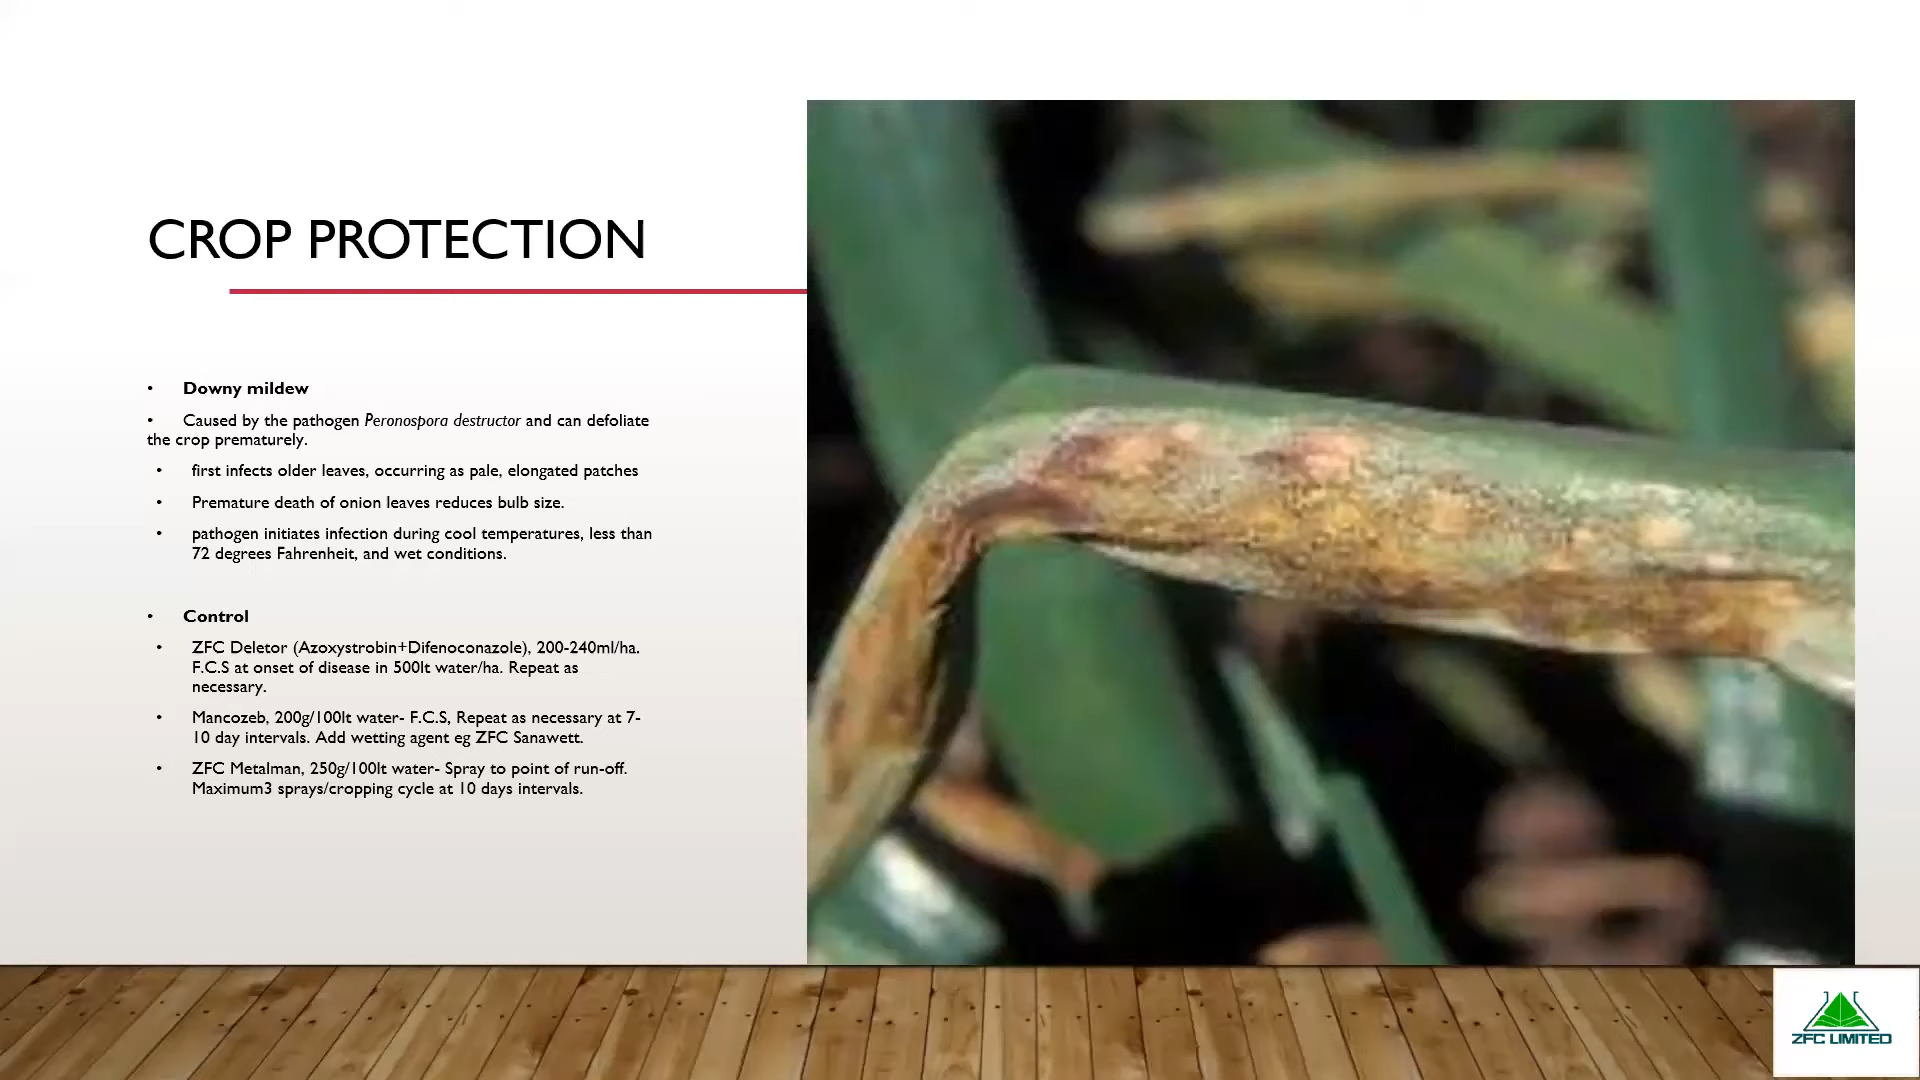 CROP PROTECTION
• Downy mildew
• Caused by the pathogen Peronospora destructor and can defoliate
the crop prematurely.
• first infects older leaves, occurring as pale, elongated patches
• Premature death of onion leaves reduces bulb size.
• pathogen initiates infection during cool temperatures, less than
72 degrees Fahrenheit, and wet conditions.
• Control
• ZFC Deletor (Azoxystrobin+Difenoconazole), 200-240ml/ha.
F.C.S at onset of disease in 500lt water/ha. Repeat as
necessary.
• Mancozeb, 200g/100lt water- F.C.S, Repeat as necessary at 7-
10 day intervals. Add wetting agent eg ZFC Sanawett.
• ZFC Metalman, 250g/100lt water- Spray to point of run-off.
Maximum3 sprays/cropping cycle at 10 days intervals.
ZFC LIMITED